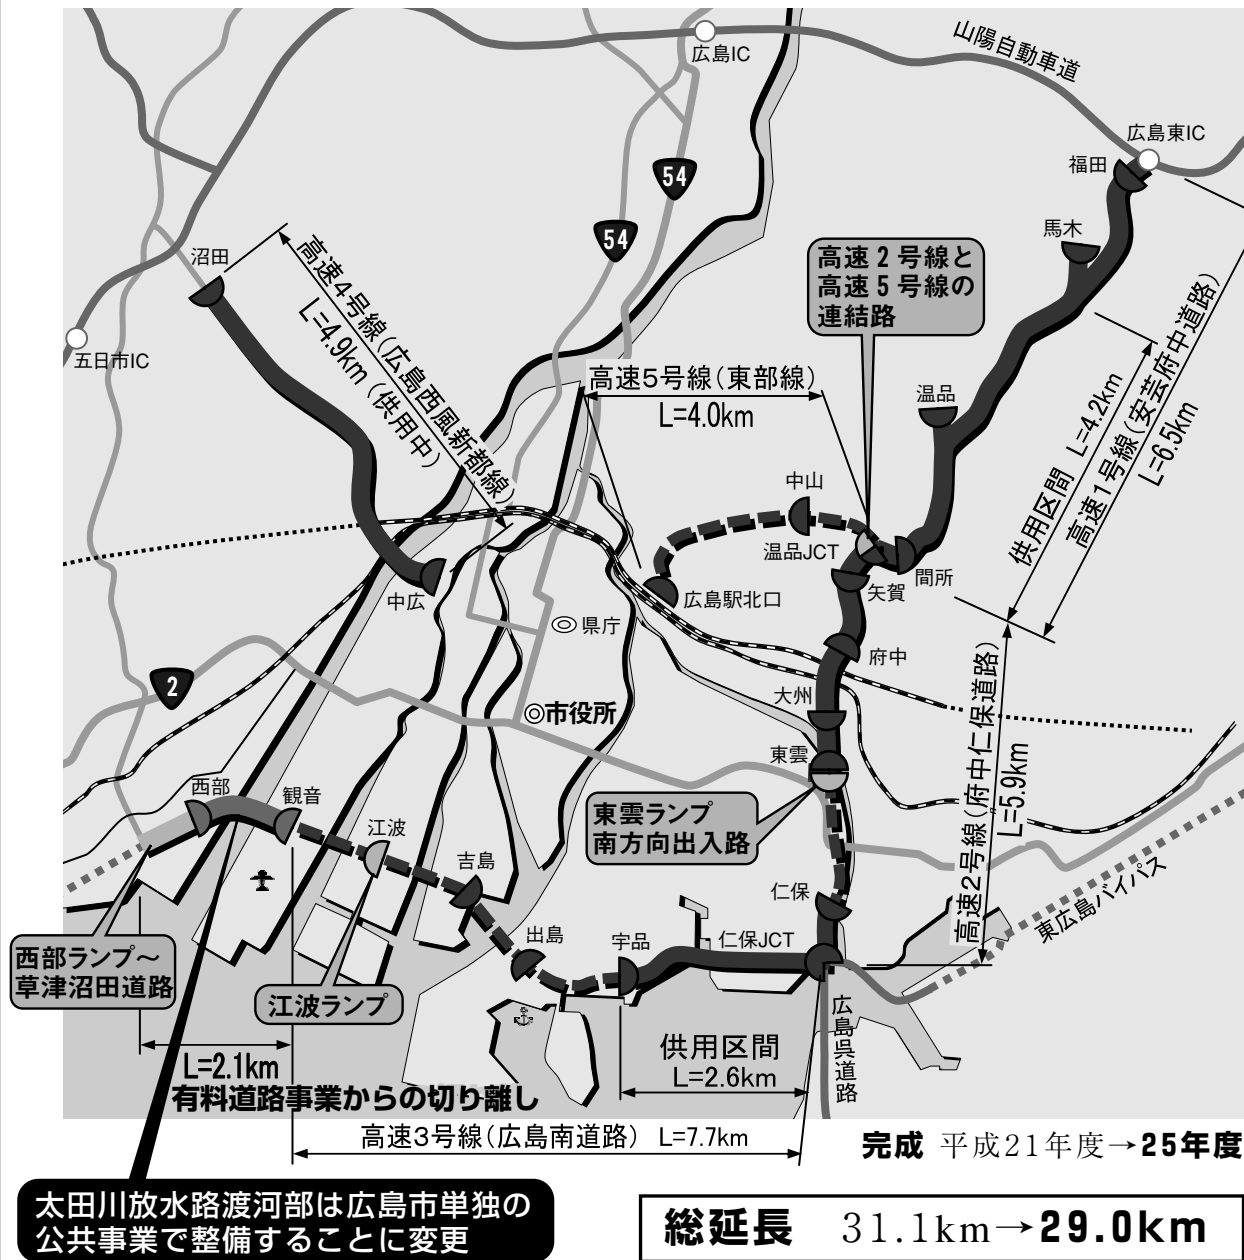 広島IC
山陽自動車道
広島東IC
福田
馬木
54
54
沼田
高速4号線(広島西風新都線)
L=4.9km(供用中)
五日市IC
高速2号線と
高速5号線の
連結路
高速5号線(東部線)
L=4.0km
温品
供用区間 L=4.2km
高速1号線(安芸府中道路)
L=6.5km
中山
温品JCT
間所
矢賀
広島駅北口
中広
◎県庁
府中
2
大州
◎市役所
東雲
高速2号線(府中仁保道路)
L=5.9km
西部
観音
江波
吉島
東雲ランプ
南方向出入路
仁保
東広島バイパス
出島
宇品
仁保JCT
西部ランプ〜
草津沼田道路
江波ランプ
広島呉道路
L=2.1km
有料道路事業からの切り離し
供用区間
L=2.6km
高速3号線(広島南道路) L=7.7km
完成 平成21年度→25年度
太田川放水路渡河部は広島市単独の
公共事業で整備することに変更
総延長 31.1km→29.0km